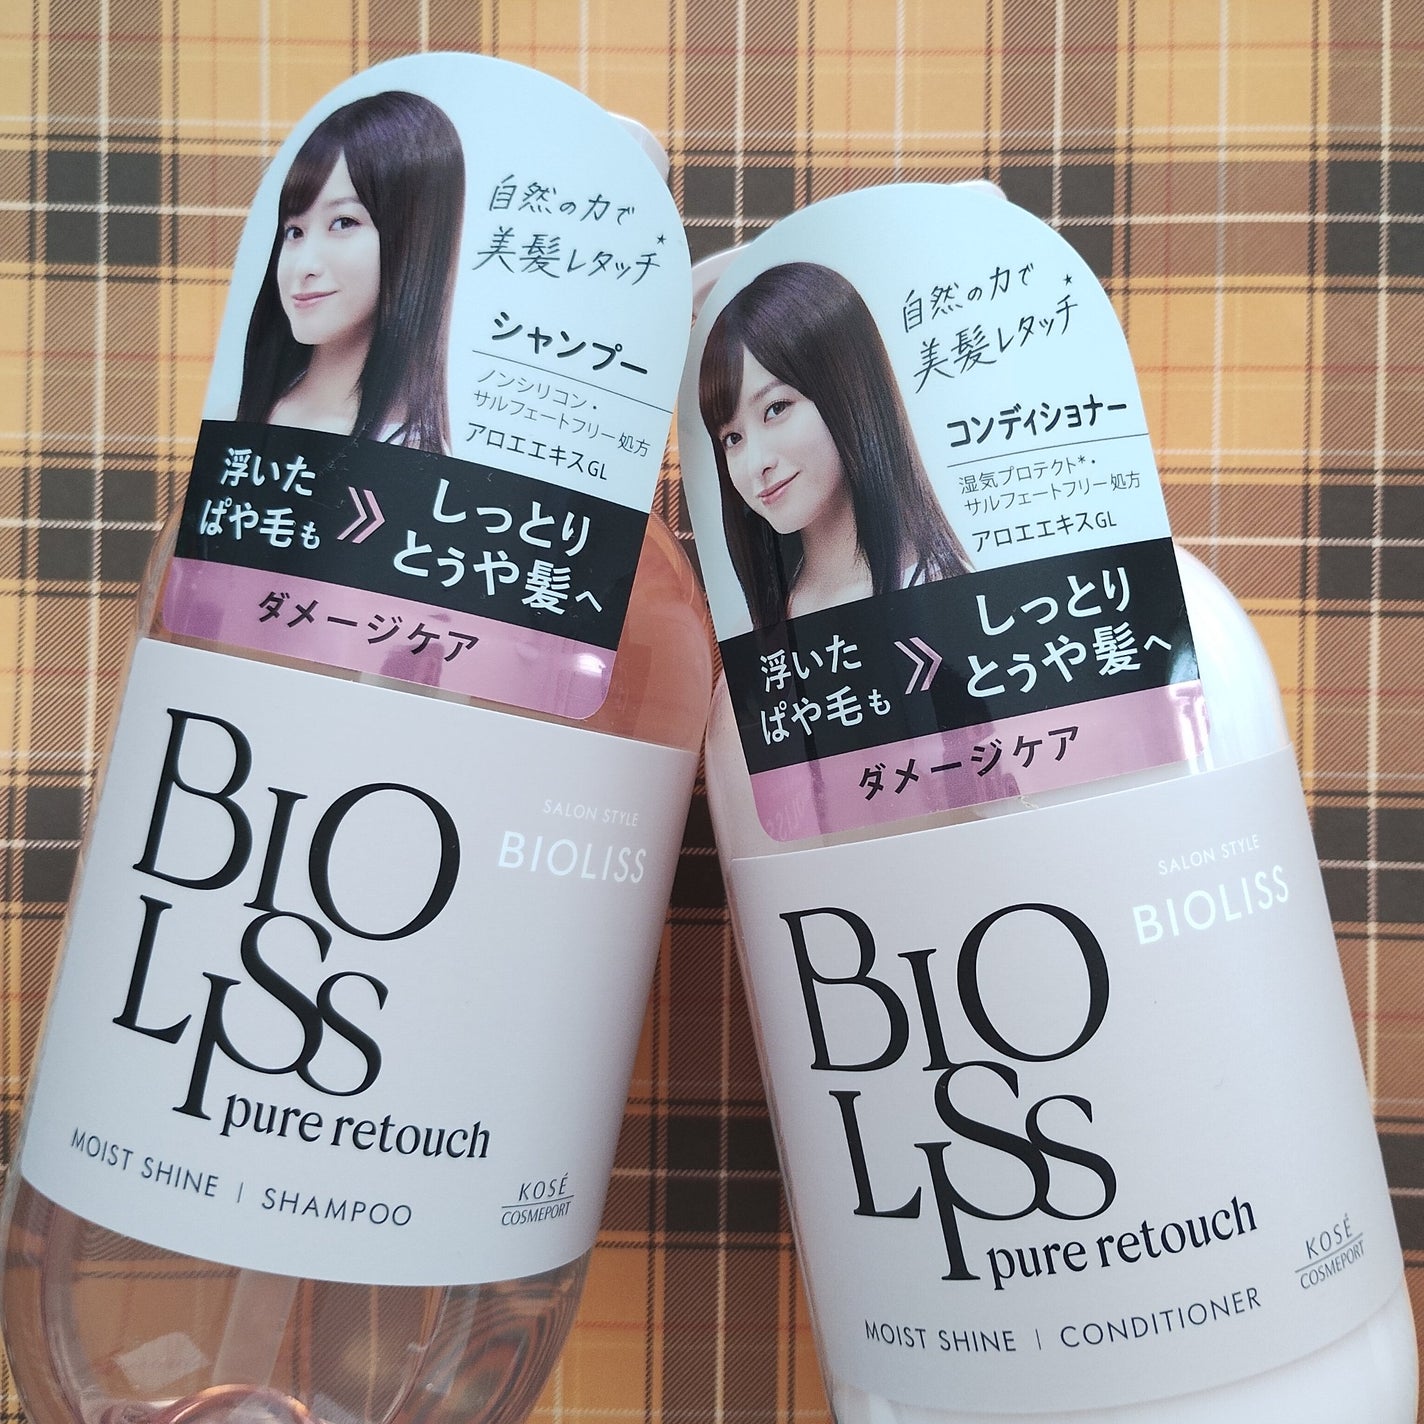 自然の力で
美髪レタッチ*
シャンプー
ノンシリコン・
サルフェートフリー処方
アロエエキスGL
浮いた
ぱや毛も
しっとり
とぅや髪へ
ダメージケア
SALON STYLE
BIOLISS
BIO
LISS
pure retouch
MOIST SHINE | SHAMPOO
KOSÉ
COSMEPORT
自然の力で
美髪レタッチ*
コンディショナー
湿気プロテクト*・
サルフェートフリー処方
アロエエキスGL
浮いた
ぱや毛も
しっとり
とぅや髪へ
ダメージケア
SALON STYLE
BIOLISS
BIO
LISS
pure retouch
MOIST SHINE | CONDITIONER
KOSÉ
COSMEPORT